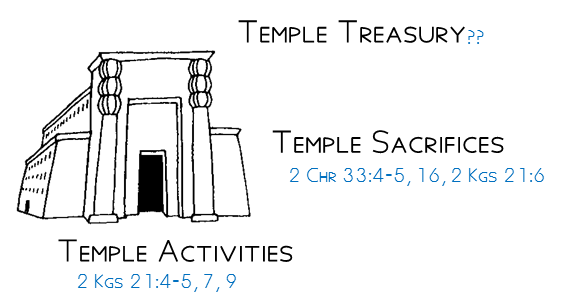 Temple Treasury??
Temple Sacrifices
2 Chr 33:4-5, 16, 2 Kgs 21:6
Temple Activities
2 Kgs 21:4-5, 7, 9